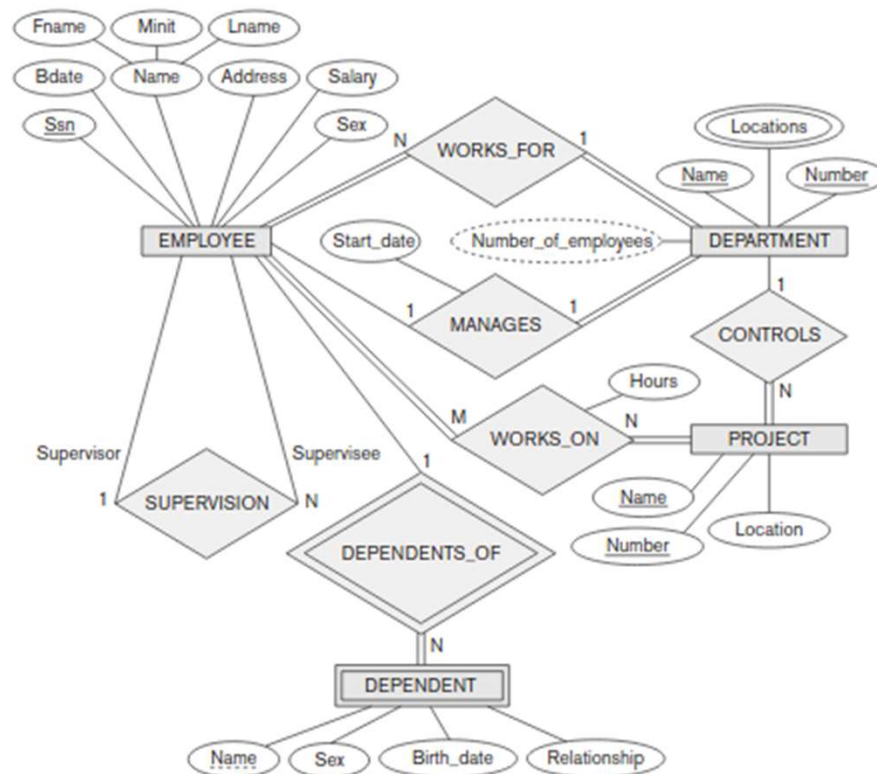 Fname Minit Lname
Bdate Name Address Salary
Ssn Sex
N WORKS_FOR 1
Locations
Name Number
EMPLOYEE Start_date Number_of_employees DEPARTMENT
1 MANAGES 1
1
CONTROLS
N
Hours
M WORKS_ON N PROJECT
Supervisor Supervisee
1 SUPERVISION N
1
Name
Number Location
DEPENDENTS_OF
N
DEPENDENT
Name Sex Birth_date Relationship